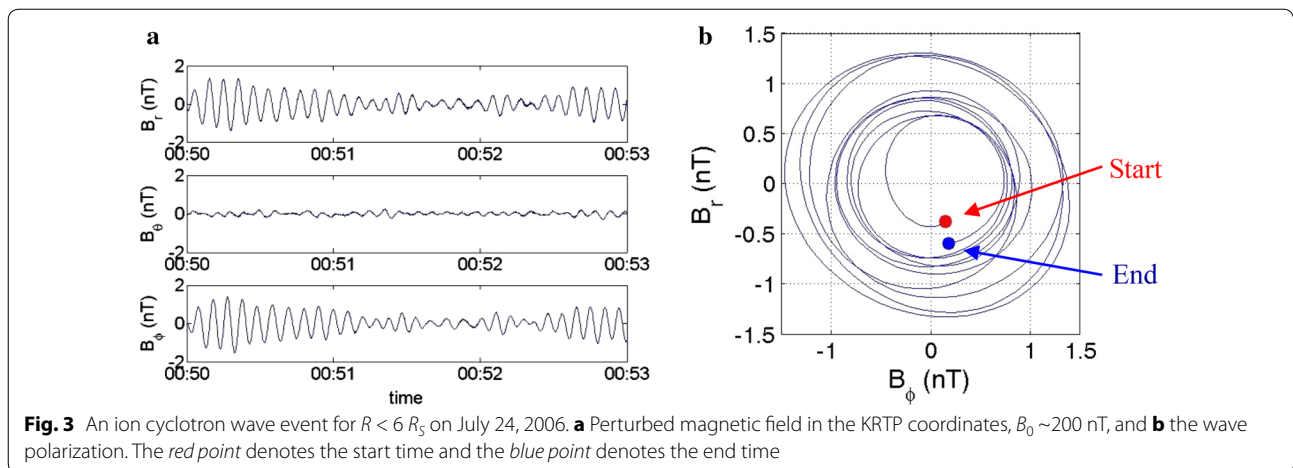 a
b
2
0
-2
B_r (nT)
00:50 00:51 00:52 00:53
2
0
-2
B_θ (nT)
00:50 00:51 00:52 00:53
2
0
-2
B_ϕ (nT)
00:50 00:51 00:52 00:53
time
1.5
1
0.5
0
-0.5
-1
-1.5
B_r (nT)
-1 0 1 1.5
B_ϕ (nT)
Start
End
Fig. 3 An ion cyclotron wave event for R < 6 R_S on July 24, 2006. a Perturbed magnetic field in the KRTP coordinates, B_0 ~200 nT, and b the wave
polarization. The red point denotes the start time and the blue point denotes the end time